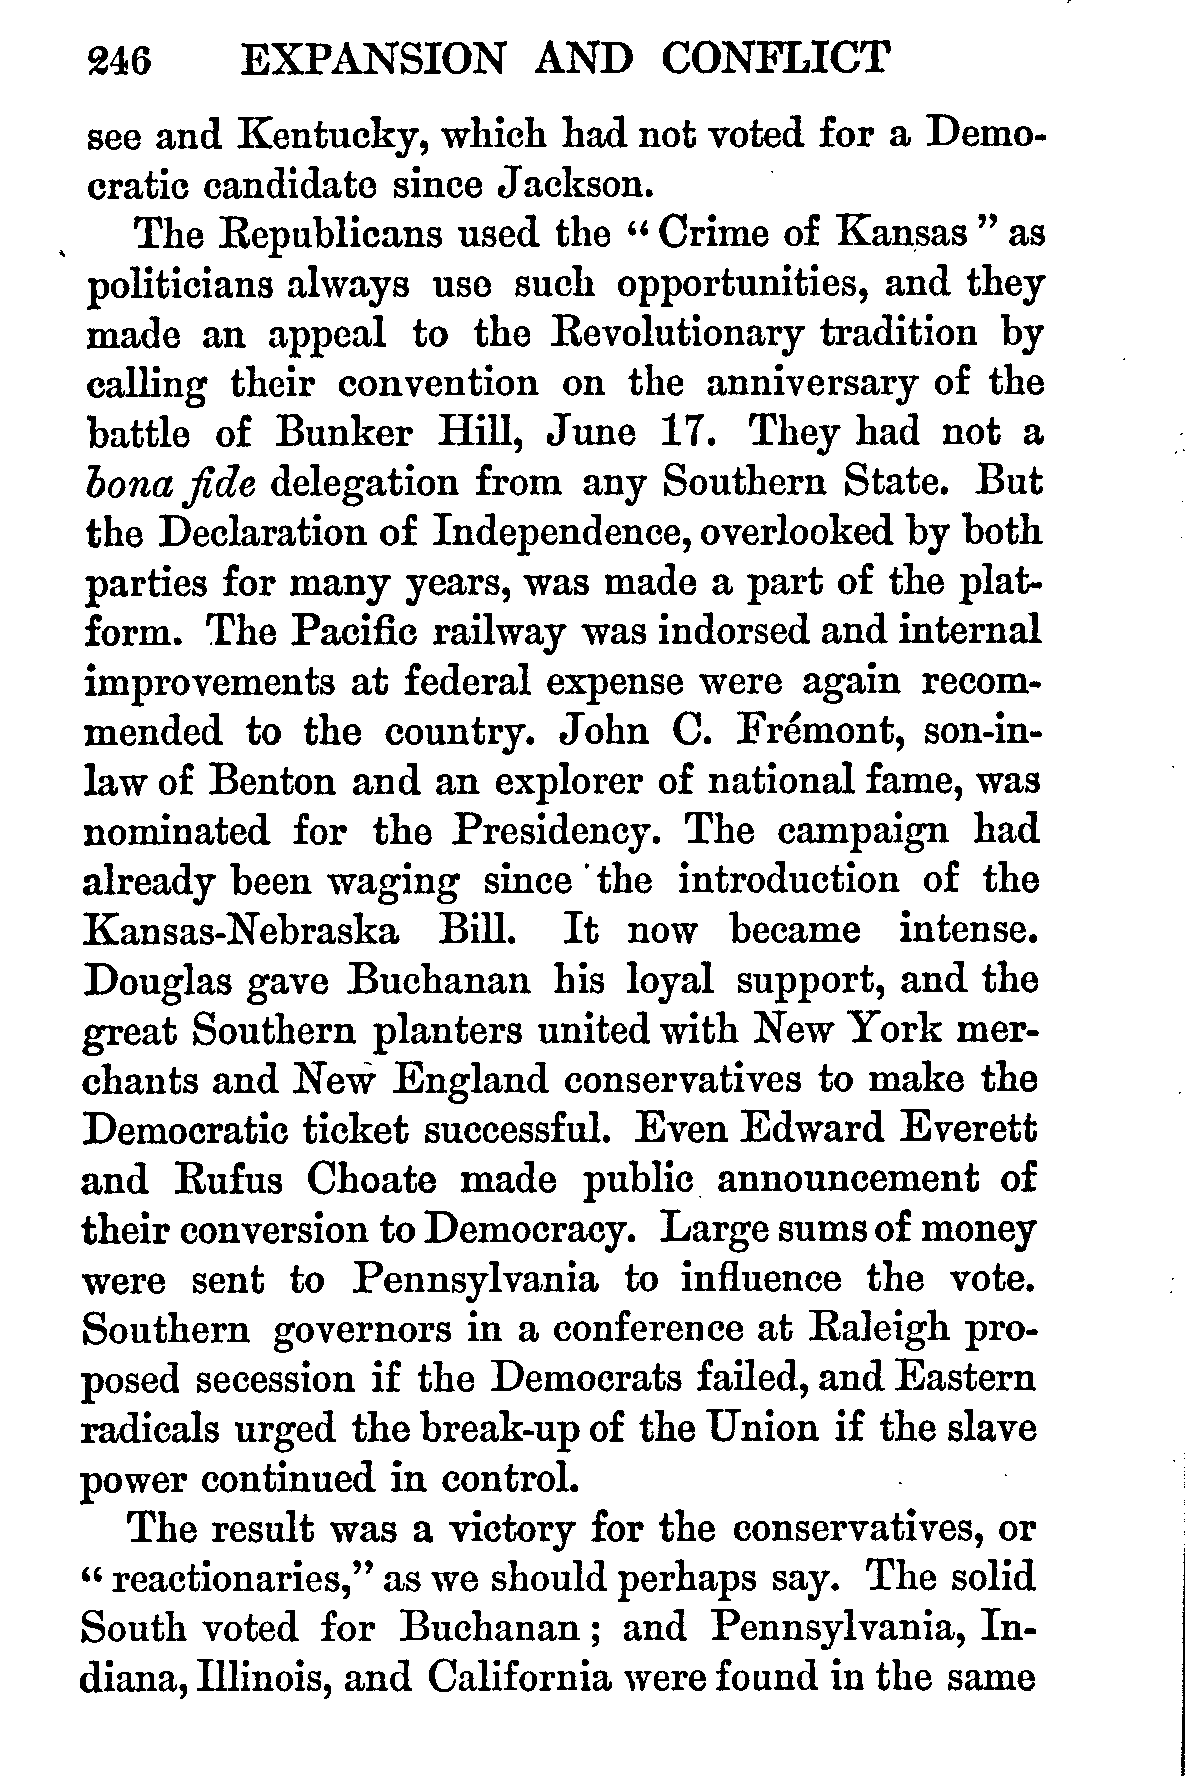 246 EXPANSION AND CONFLICT
see and Kentucky, which had not voted for a Demo-
cratic candidate since Jackson.
The Republicans used the “Crime of Kansas” as
politicians always use such opportunities, and they
made an appeal to the Revolutionary tradition by
calling their convention on the anniversary of the
battle of Bunker Hill, June 17. They had not a
bona fide delegation from any Southern State. But
the Declaration of Independence, overlooked by both
parties for many years, was made a part of the plat-
form. The Pacific railway was indorsed and internal
improvements at federal expense were again recom-
mended to the country. John C. Frémont, son-in-
law of Benton and an explorer of national fame, was
nominated for the Presidency. The campaign had
already been waging since the introduction of the
Kansas-Nebraska Bill. It now became intense.
Douglas gave Buchanan his loyal support, and the
great Southern planters united with New York mer-
chants and New England conservatives to make the
Democratic ticket successful. Even Edward Everett
and Rufus Choate made public announcement of
their conversion to Democracy. Large sums of money
were sent to Pennsylvania to influence the vote.
Southern governors in a conference at Raleigh pro-
posed secession if the Democrats failed, and Eastern
radicals urged the break-up of the Union if the slave
power continued in control.
The result was a victory for the conservatives, or
“reactionaries,” as we should perhaps say. The solid
South voted for Buchanan; and Pennsylvania, In-
diana, Illinois, and California were found in the same